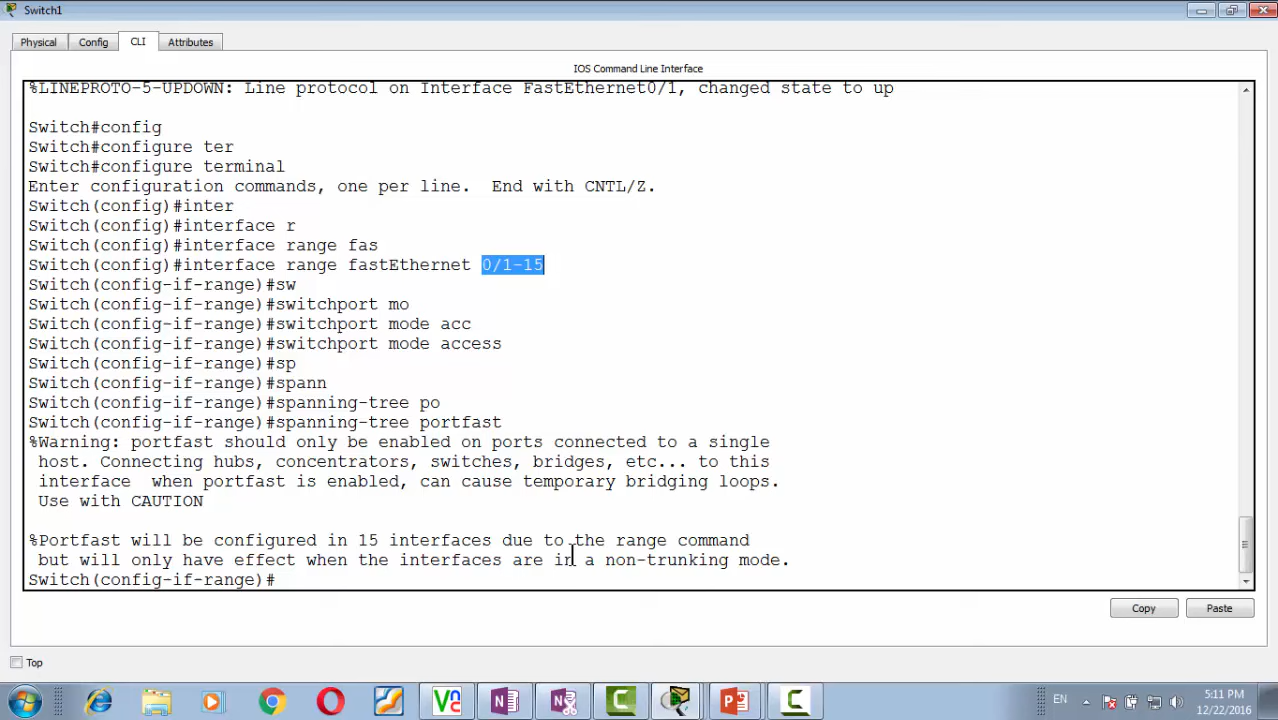 Switch1
Physical Config CLI Attributes
IOS Command Line Interface
%LINEPROTO-5-UPDOWN: Line protocol on Interface FastEthernet0/1, changed state to up
Switch#config
Switch#configure ter
Switch#configure terminal
Enter configuration commands, one per line.  End with CNTL/Z.
Switch(config)#inter
Switch(config)#interface r
Switch(config)#interface range fas
Switch(config)#interface range fastEthernet 0/1-15
Switch(config-if-range)#sw
Switch(config-if-range)#switchport mo
Switch(config-if-range)#switchport mode acc
Switch(config-if-range)#switchport mode access
Switch(config-if-range)#sp
Switch(config-if-range)#spann
Switch(config-if-range)#spanning-tree po
Switch(config-if-range)#spanning-tree portfast
%Warning: portfast should only be enabled on ports connected to a single
host. Connecting hubs, concentrators, switches, bridges, etc... to this
interface  when portfast is enabled, can cause temporary bridging loops.
Use with CAUTION
%Portfast will be configured in 15 interfaces due to the range command
but will only have effect when the interfaces are in a non-trunking mode.
Switch(config-if-range)#
Copy Paste
Top
EN 5:11 PM
12/22/2016